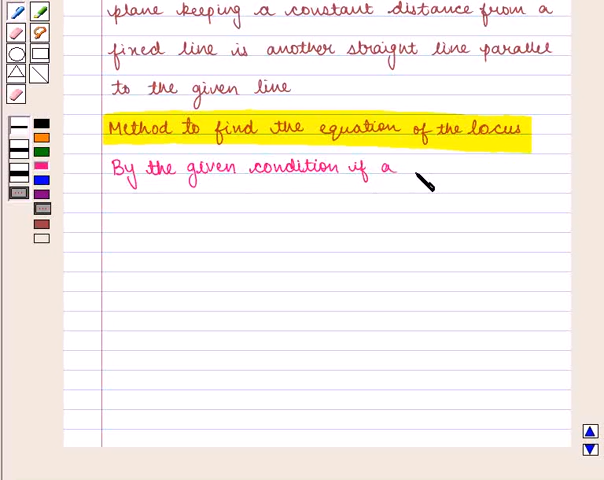 plane keeping a constant distance from a
fixed line is another straight line parallel
to the given line
Method to find the equation of the locus
By the given condition if a